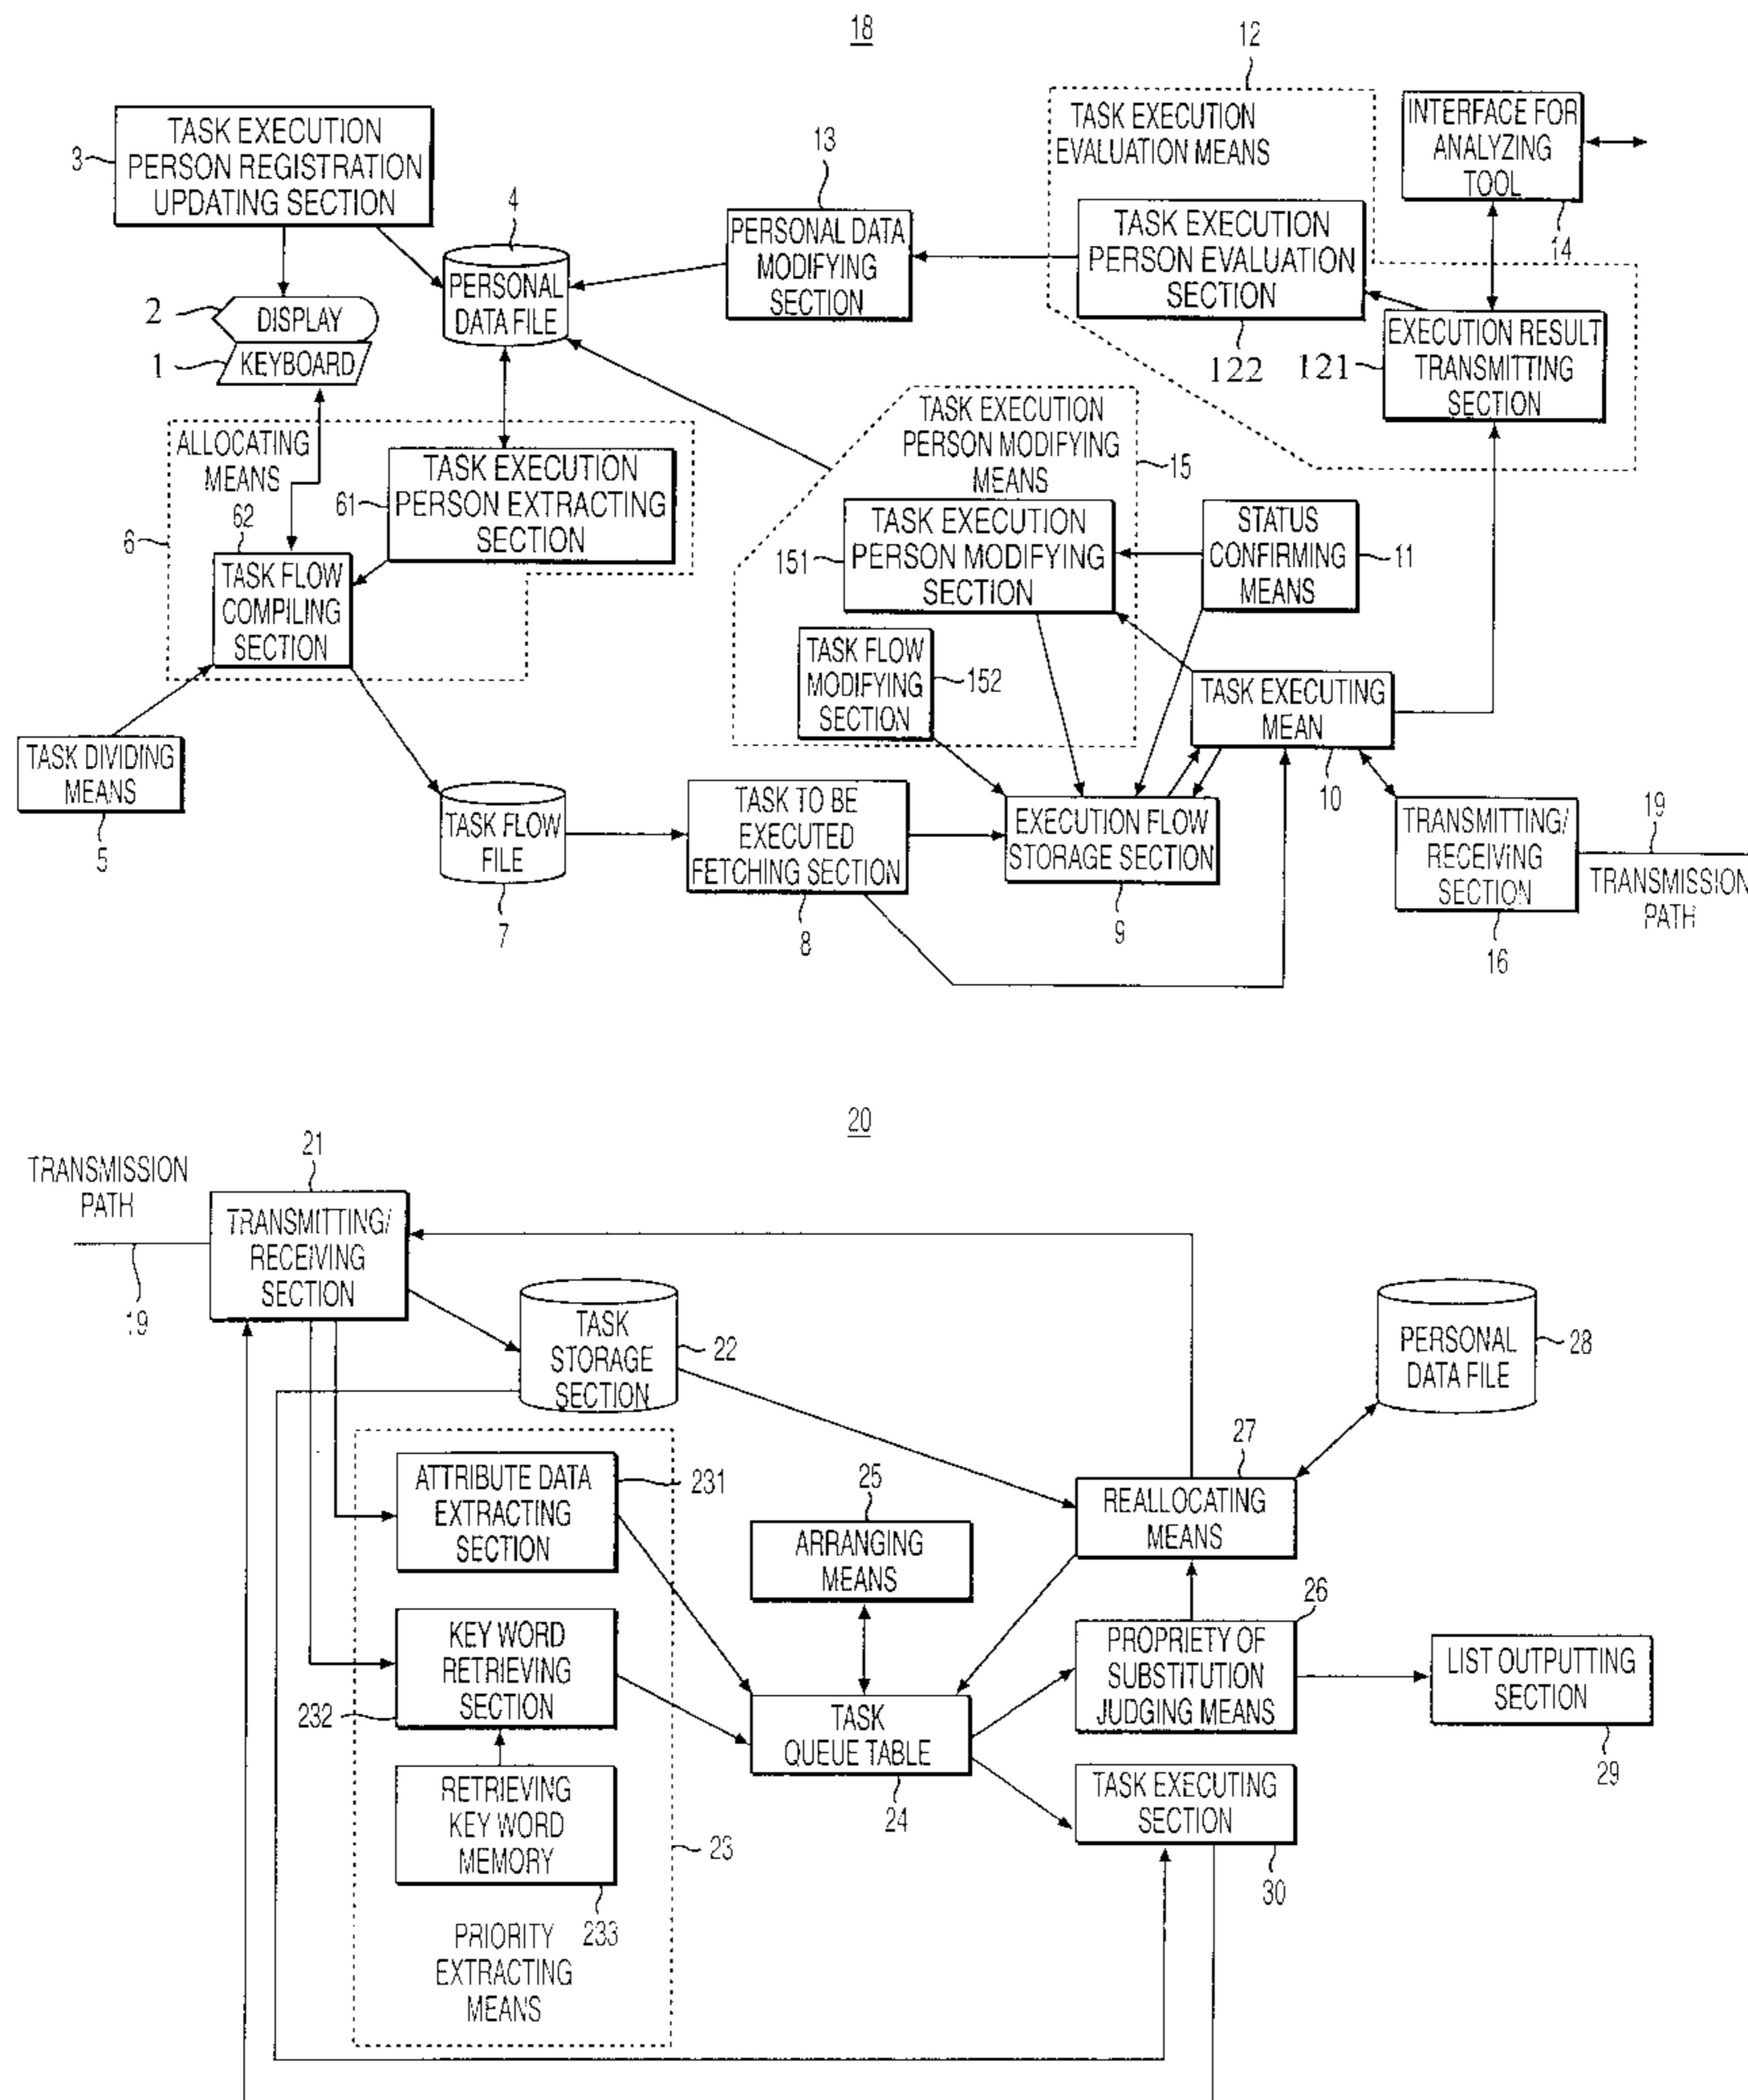 18
12
TASK EXECUTION
PERSON REGISTRATION
UPDATING SECTION
3
4
PERSONAL
DATA FILE
13
PERSONAL DATA
MODIFYING
SECTION
TASK EXECUTION
EVALUATION MEANS
TASK EXECUTION
PERSON EVALUATION
SECTION
122
INTERFACE FOR
ANALYZING
TOOL
14
EXECUTION RESULT
TRANSMITTING
SECTION
121
2
DISPLAY
1
KEYBOARD
ALLOCATING
MEANS
6
62
TASK FLOW
COMPILING
SECTION
61
TASK EXECUTION
PERSON EXTRACTING
SECTION
TASK EXECUTION
PERSON MODIFYING
MEANS
15
151
TASK EXECUTION
PERSON MODIFYING
SECTION
STATUS
CONFIRMING
MEANS
11
TASK FLOW
MODIFYING
SECTION
152
TASK EXECUTING
MEAN
10
TASK DIVIDING
MEANS
5
TASK FLOW
FILE
7
TASK TO BE
EXECUTED
FETCHING SECTION
8
EXECUTION FLOW
STORAGE SECTION
9
TRANSMITTING/
RECEIVING
SECTION
16
19
TRANSMISSION
PATH
20
TRANSMISSION
PATH
19
21
TRANSMITTING/
RECEIVING
SECTION
TASK
STORAGE
SECTION
22
PERSONAL
DATA FILE
28
ATTRIBUTE DATA
EXTRACTING
SECTION
231
25
ARRANGING
MEANS
27
REALLOCATING
MEANS
KEY WORD
RETRIEVING
SECTION
232
26
PROPRIETY OF
SUBSTITUTION
JUDGING MEANS
LIST OUTPUTTING
SECTION
29
TASK
QUEUE TABLE
24
RETRIEVING
KEY WORD
MEMORY
233
23
TASK EXECUTING
SECTION
30
PRIORITY
EXTRACTING
MEANS